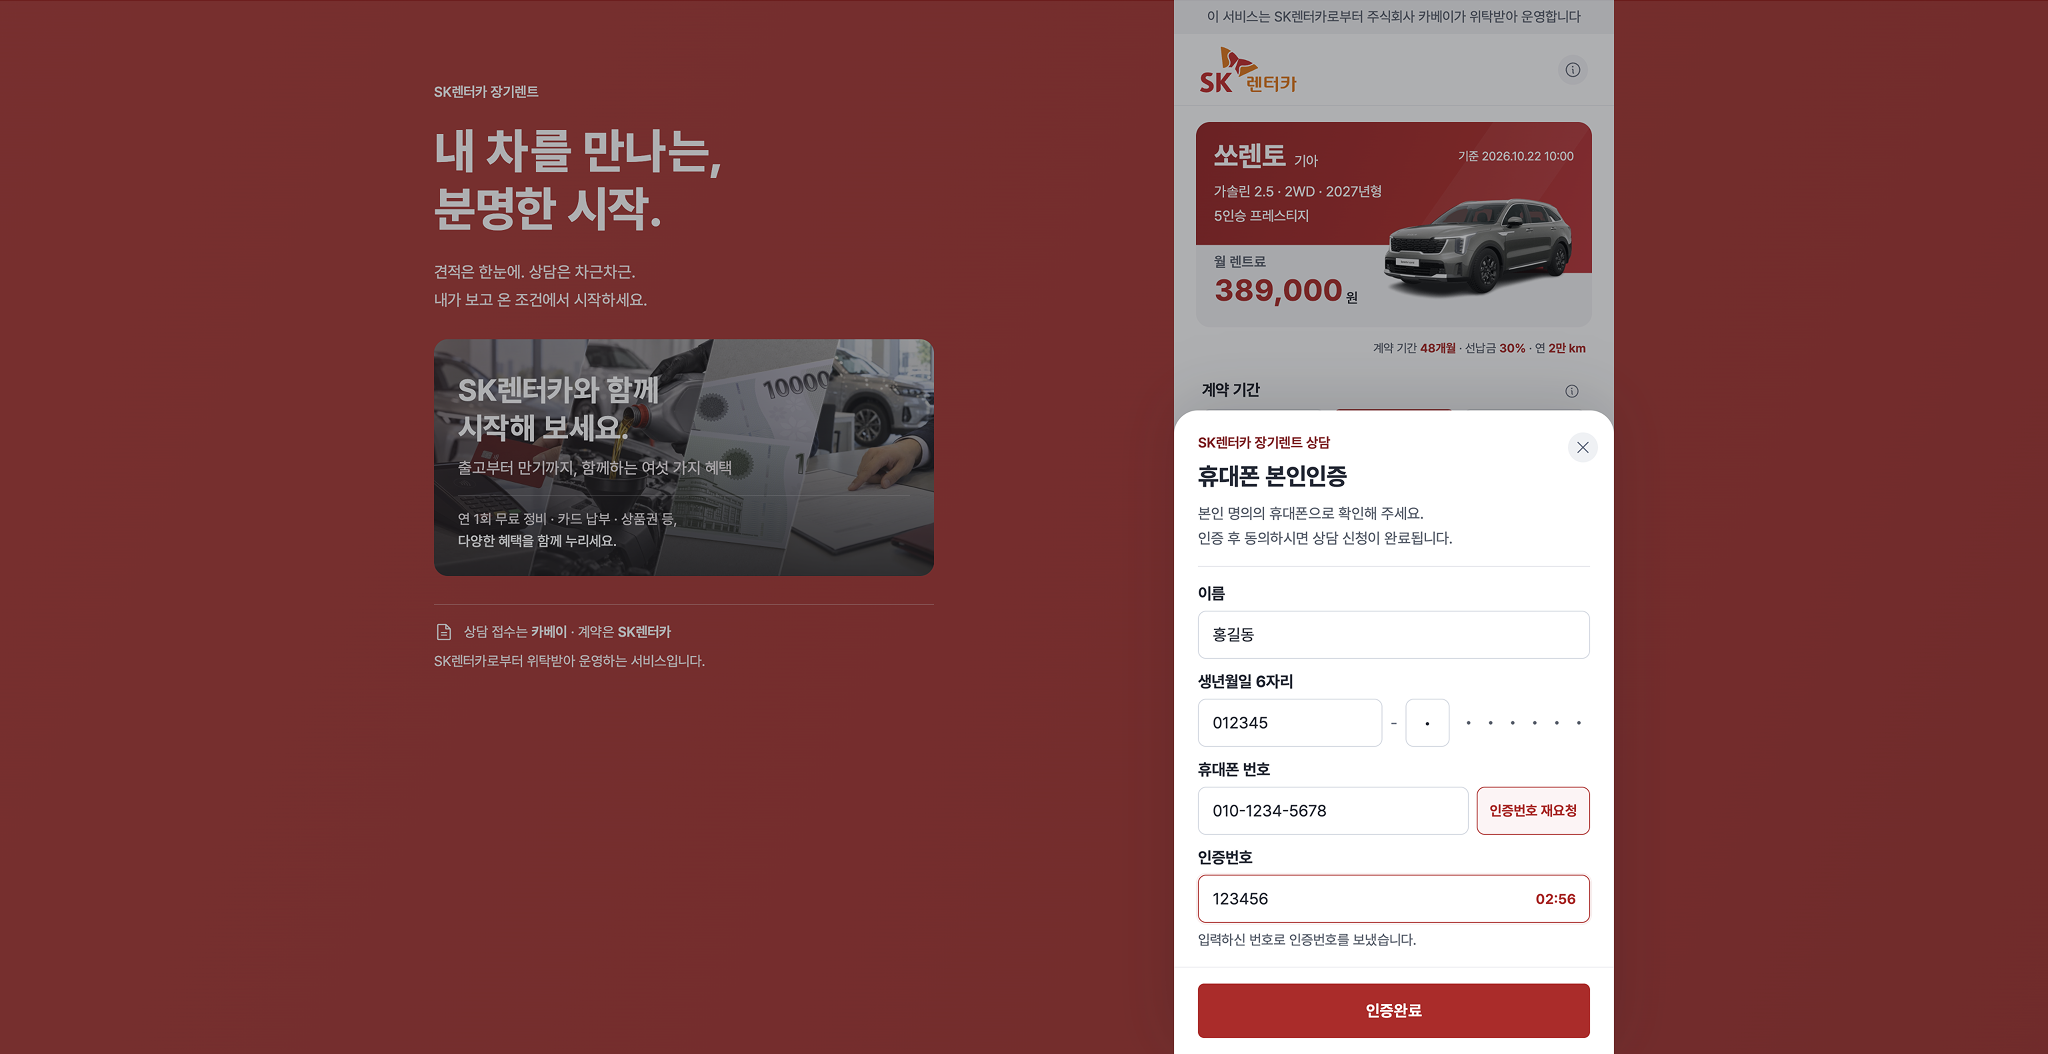 SK렌터카 장기렌트
내 차를 만나는,
분명한 시작.
견적은 한눈에. 상담은 차근차근.
내가 보고 온 조건에서 시작하세요.
SK렌터카와 함께
시작해 보세요.
출고부터 만기까지, 함께하는 여섯 가지 혜택
연 1회 무료 정비 · 카드 납부 · 상품권 등,
다양한 혜택을 함께 누리세요.
10000
1
상담 접수는 카베이 · 계약은 SK렌터카
SK렌터카로부터 위탁받아 운영하는 서비스입니다.
이 서비스는 SK렌터카로부터 주식회사 카베이가 위탁받아 운영합니다
SK 렌터카
쏘렌토 기아
기준 2026.10.22 10:00
가솔린 2.5 · 2WD · 2027년형
5인승 프레스티지
월 렌트료
389,000 원
계약 기간 48개월 · 선납금 30% · 연 2만 km
계약 기간
SK렌터카 장기렌트 상담
휴대폰 본인인증
본인 명의의 휴대폰으로 확인해 주세요.
인증 후 동의하시면 상담 신청이 완료됩니다.
이름
홍길동
생년월일 6자리
012345 - • • • • • • •
휴대폰 번호
010-1234-5678
인증번호 재요청
인증번호
123456
02:56
입력하신 번호로 인증번호를 보냈습니다.
인증완료